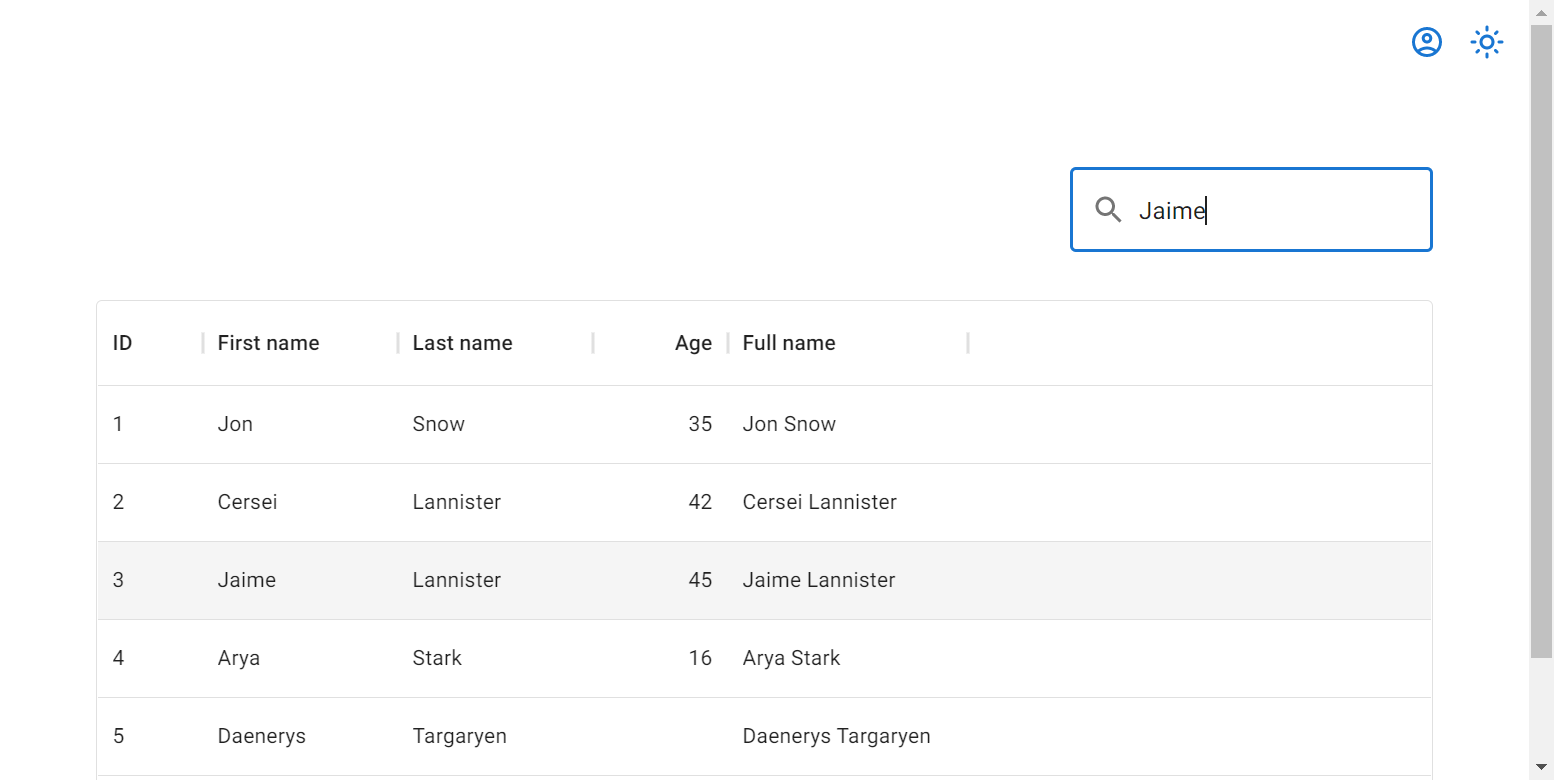 Jaime
ID First name Last name Age Full name
1 Jon Snow 35 Jon Snow
2 Cersei Lannister 42 Cersei Lannister
3 Jaime Lannister 45 Jaime Lannister
4 Arya Stark 16 Arya Stark
5 Daenerys Targaryen Daenerys Targaryen